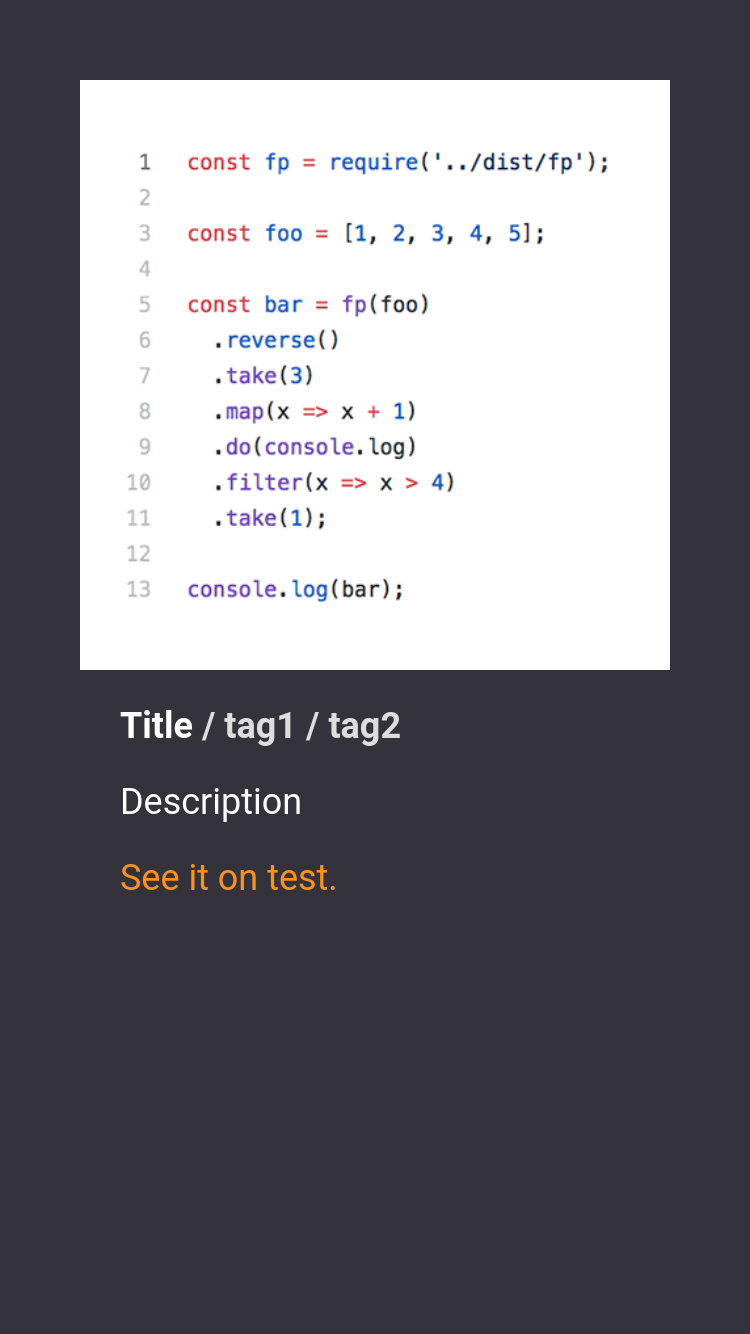 1 const fp = require('../dist/fp');
2
3 const foo = [1, 2, 3, 4, 5];
4
5 const bar = fp(foo)
6 .reverse()
7 .take(3)
8 .map(x => x + 1)
9 .do(console.log)
10 .filter(x => x > 4)
11 .take(1);
12
13 console.log(bar);
Title / tag1 / tag2
Description
See it on test.